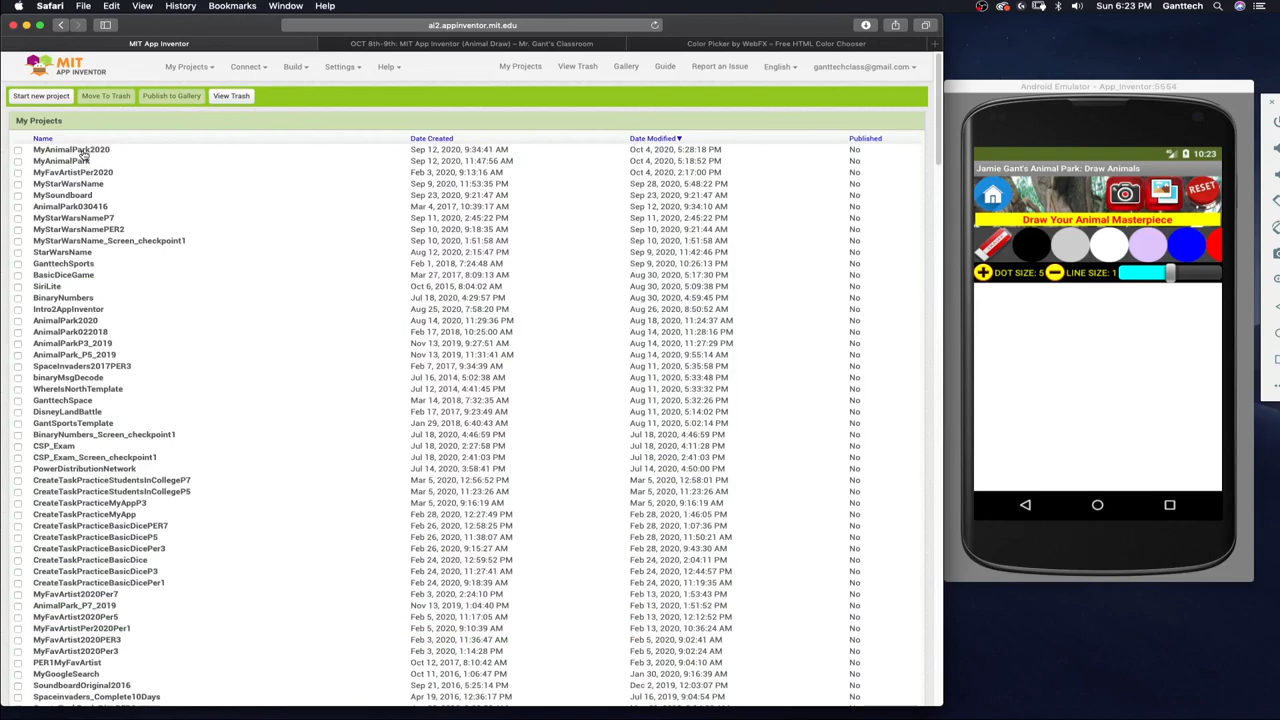 Safari File Edit View History Bookmarks Window Help
Sun 6:23 PM Ganttech
ai2.appinventor.mit.edu
MIT App Inventor
OCT 8th-9th: MIT App Inventor (Animal Draw) – Mr. Gant's Classroom
Color Picker by WebFX – Free HTML Color Chooser
MIT APP INVENTOR
My Projects Connect Build Settings Help My Projects View Trash Gallery Guide Report an Issue English ganttechclass@gmail.com
Start new project Move To Trash Publish to Gallery View Trash
My Projects
Name Date Created Date Modified Published
MyAnimalPark2020 Sep 12, 2020, 9:34:41 AM Oct 4, 2020, 5:28:18 PM No
MyAnimalPark Sep 12, 2020, 11:47:56 AM Oct 4, 2020, 5:18:52 PM No
MyFavArtistPer2020 Feb 3, 2020, 9:13:16 AM Oct 4, 2020, 2:17:00 PM No
MyStarWarsName Sep 9, 2020, 11:53:35 PM Sep 28, 2020, 5:48:22 PM No
MySoundboard Sep 23, 2020, 9:21:47 AM Sep 23, 2020, 9:21:47 AM No
AnimalPark030416 Mar 4, 2017, 10:39:17 AM Sep 12, 2020, 9:34:10 AM No
MyStarWarsNameP7 Sep 11, 2020, 2:45:22 PM Sep 11, 2020, 2:45:22 PM No
MyStarWarsNamePER2 Sep 10, 2020, 9:18:35 AM Sep 10, 2020, 9:21:44 AM No
MyStarWarsName_Screen_checkpoint1 Sep 10, 2020, 1:51:58 AM Sep 10, 2020, 1:51:58 AM No
StarWarsName Aug 12, 2020, 2:15:47 PM Sep 9, 2020, 11:42:46 PM No
GanttechSports Feb 1, 2018, 7:24:48 AM Sep 9, 2020, 10:26:13 PM No
BasicDiceGame Mar 27, 2017, 8:09:13 AM Aug 30, 2020, 5:17:30 PM No
SiriLite Oct 6, 2015, 8:04:02 AM Aug 30, 2020, 5:09:38 PM No
BinaryNumbers Jul 18, 2020, 4:29:57 PM Aug 30, 2020, 4:59:45 PM No
Intro2AppInventor Aug 25, 2020, 7:58:20 PM Aug 26, 2020, 8:50:52 AM No
AnimalPark2020 Aug 14, 2020, 11:29:36 PM Aug 18, 2020, 11:24:37 AM No
AnimalPark022018 Feb 17, 2018, 10:25:00 AM Aug 14, 2020, 11:28:16 PM No
AnimalParkP3_2019 Nov 13, 2019, 9:27:51 AM Aug 14, 2020, 11:27:29 PM No
AnimalPark_P5_2019 Nov 13, 2019, 11:31:41 AM Aug 14, 2020, 9:55:14 AM No
SpaceInvaders2017PER3 Feb 7, 2017, 9:34:39 AM Aug 11, 2020, 5:35:58 PM No
binaryMsgDecode Jul 16, 2014, 5:02:38 AM Aug 11, 2020, 5:33:48 PM No
WhereIsNorthTemplate Jul 12, 2014, 4:41:45 PM Aug 11, 2020, 5:33:32 PM No
GanttechSpace Mar 14, 2018, 7:32:35 AM Aug 11, 2020, 5:32:26 PM No
DisneyLandBattle Feb 17, 2017, 9:23:49 AM Aug 11, 2020, 5:14:02 PM No
GantSportsTemplate Jan 29, 2018, 6:40:43 AM Aug 11, 2020, 5:02:14 PM No
BinaryNumbers_Screen_checkpoint1 Jul 18, 2020, 4:46:59 PM Jul 18, 2020, 4:46:59 PM No
CSP_Exam Jul 18, 2020, 2:27:58 PM Jul 18, 2020, 4:11:28 PM No
CSP_Exam_Screen_checkpoint1 Jul 18, 2020, 2:41:03 PM Jul 18, 2020, 2:41:03 PM No
PowerDistributionNetwork Jul 14, 2020, 3:58:41 PM Jul 14, 2020, 4:50:00 PM No
CreateTaskPracticeStudentsInCollegeP7 Mar 5, 2020, 12:56:52 PM Mar 5, 2020, 12:58:01 PM No
CreateTaskPracticeStudentsInCollegeP5 Mar 5, 2020, 11:23:26 AM Mar 5, 2020, 11:23:26 AM No
CreateTaskPracticeMyAppP3 Mar 5, 2020, 9:16:19 AM Mar 5, 2020, 9:16:19 AM No
CreateTaskPracticeMyApp Feb 28, 2020, 12:27:49 PM Feb 28, 2020, 1:46:05 PM No
CreateTaskPracticeBasicDicePER7 Feb 26, 2020, 12:58:25 PM Feb 28, 2020, 1:07:36 PM No
CreateTaskPracticeBasicDiceP5 Feb 26, 2020, 11:38:07 AM Feb 28, 2020, 11:50:21 AM No
CreateTaskPracticeBasicDicePer3 Feb 26, 2020, 9:15:27 AM Feb 28, 2020, 9:43:30 AM No
CreateTaskPracticeBasicDice Feb 24, 2020, 12:59:52 PM Feb 24, 2020, 2:04:11 PM No
CreateTaskPracticeBasicDiceP3 Feb 24, 2020, 11:27:41 AM Feb 24, 2020, 12:44:57 PM No
CreateTaskPracticeBasicDicePer1 Feb 24, 2020, 9:18:39 AM Feb 24, 2020, 11:19:35 AM No
MyFavArtist2020Per7 Feb 3, 2020, 2:24:10 PM Feb 13, 2020, 1:53:43 PM No
AnimalPark_P7_2019 Nov 13, 2019, 1:04:40 PM Feb 13, 2020, 1:51:52 PM No
MyFavArtist2020Per5 Feb 5, 2020, 11:17:05 AM Feb 13, 2020, 12:12:52 PM No
MyFavArtistPer2020Per1 Feb 5, 2020, 9:10:39 AM Feb 13, 2020, 10:36:24 AM No
MyFavArtist2020PER3 Feb 3, 2020, 11:36:47 AM Feb 5, 2020, 9:02:41 AM No
MyFavArtist2020Per3 Feb 3, 2020, 1:14:28 PM Feb 5, 2020, 9:02:24 AM No
PER1MyFavArtist Oct 12, 2017, 8:10:42 AM Feb 3, 2020, 9:04:10 AM No
MyGoogleSearch Oct 11, 2016, 1:06:47 PM Jan 30, 2020, 9:16:39 AM No
SoundboardOriginal2016 Sep 21, 2016, 5:25:14 PM Dec 2, 2019, 12:03:07 PM No
Spaceinvaders_Complete10Days Apr 19, 2016, 12:36:17 PM Jul 16, 2019, 9:04:54 PM No
Android Emulator - App_Inventor:5554
10:23
Jamie Gant's Animal Park: Draw Animals
RESET
Draw Your Animal Masterpiece
DOT SIZE: 5 LINE SIZE: 1